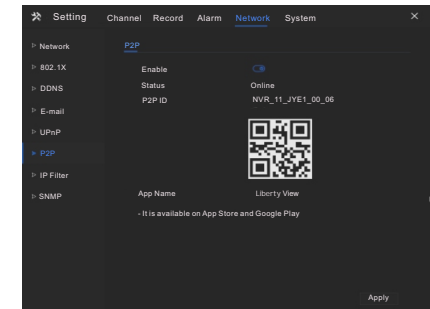 Setting Channel Record Alarm Network System
Network
802.1X
DDNS
E-mail
UPnP
P2P
IP Filter
SNMP
P2P
Enable
Status Online
P2P ID NVR_11_JYE1_00_06
App Name Liberty View
- It is available on App Store and Google Play
Apply